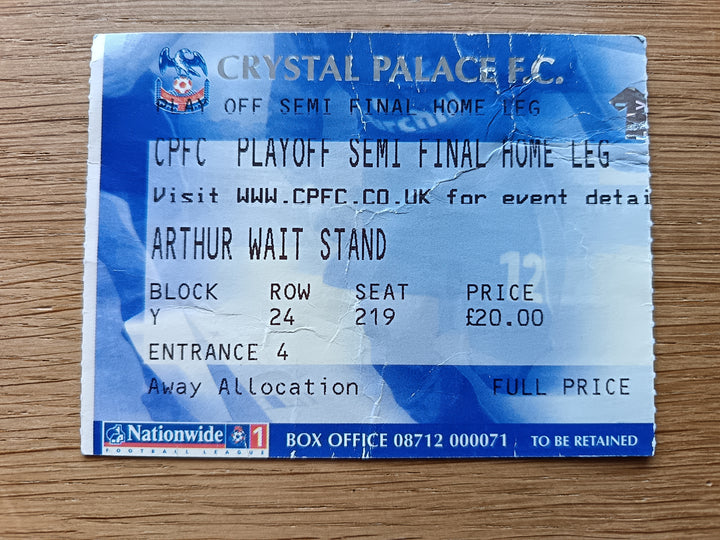 CRYSTAL PALACE F.C.
PLAY OFF SEMI FINAL HOME LEG
CPFC PLAYOFF SEMI FINAL HOME LEG
Visit WWW.CPFC.CO.UK for event detai
ARTHUR WAIT STAND
12
BLOCK ROW SEAT PRICE
Y 24 219 £20.00
ENTRANCE 4
Away Allocation FULL PRICE
Nationwide 1
FOOTBALL LEAGUE
BOX OFFICE 08712 000071 TO BE RETAINED